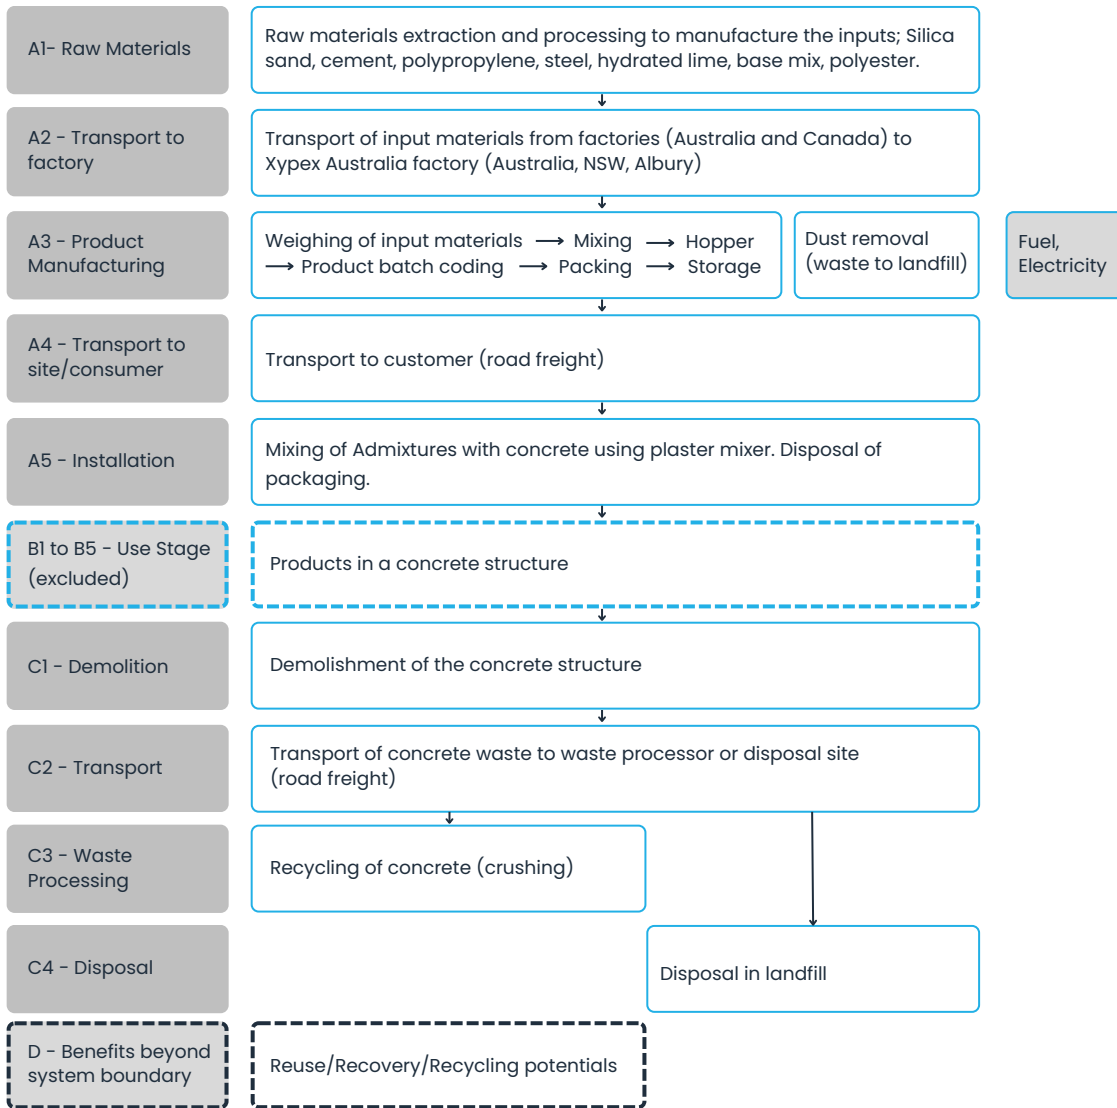 A1- Raw Materials
Raw materials extraction and processing to manufacture the inputs; Silica
sand, cement, polypropylene, steel, hydrated lime, base mix, polyester.
A2 - Transport to
factory
Transport of input materials from factories (Australia and Canada) to
Xypex Australia factory (Australia, NSW, Albury)
A3 - Product
Manufacturing
Weighing of input materials → Mixing → Hopper
→ Product batch coding → Packing → Storage
Dust removal
(waste to landfill)
Fuel,
Electricity
A4 - Transport to
site/consumer
Transport to customer (road freight)
A5 - Installation
Mixing of Admixtures with concrete using plaster mixer. Disposal of
packaging.
B1 to B5 - Use Stage
(excluded)
Products in a concrete structure
C1 - Demolition
Demolishment of the concrete structure
C2 - Transport
Transport of concrete waste to waste processor or disposal site
(road freight)
C3 - Waste
Processing
Recycling of concrete (crushing)
C4 - Disposal
Disposal in landfill
D - Benefits beyond
system boundary
Reuse/Recovery/Recycling potentials